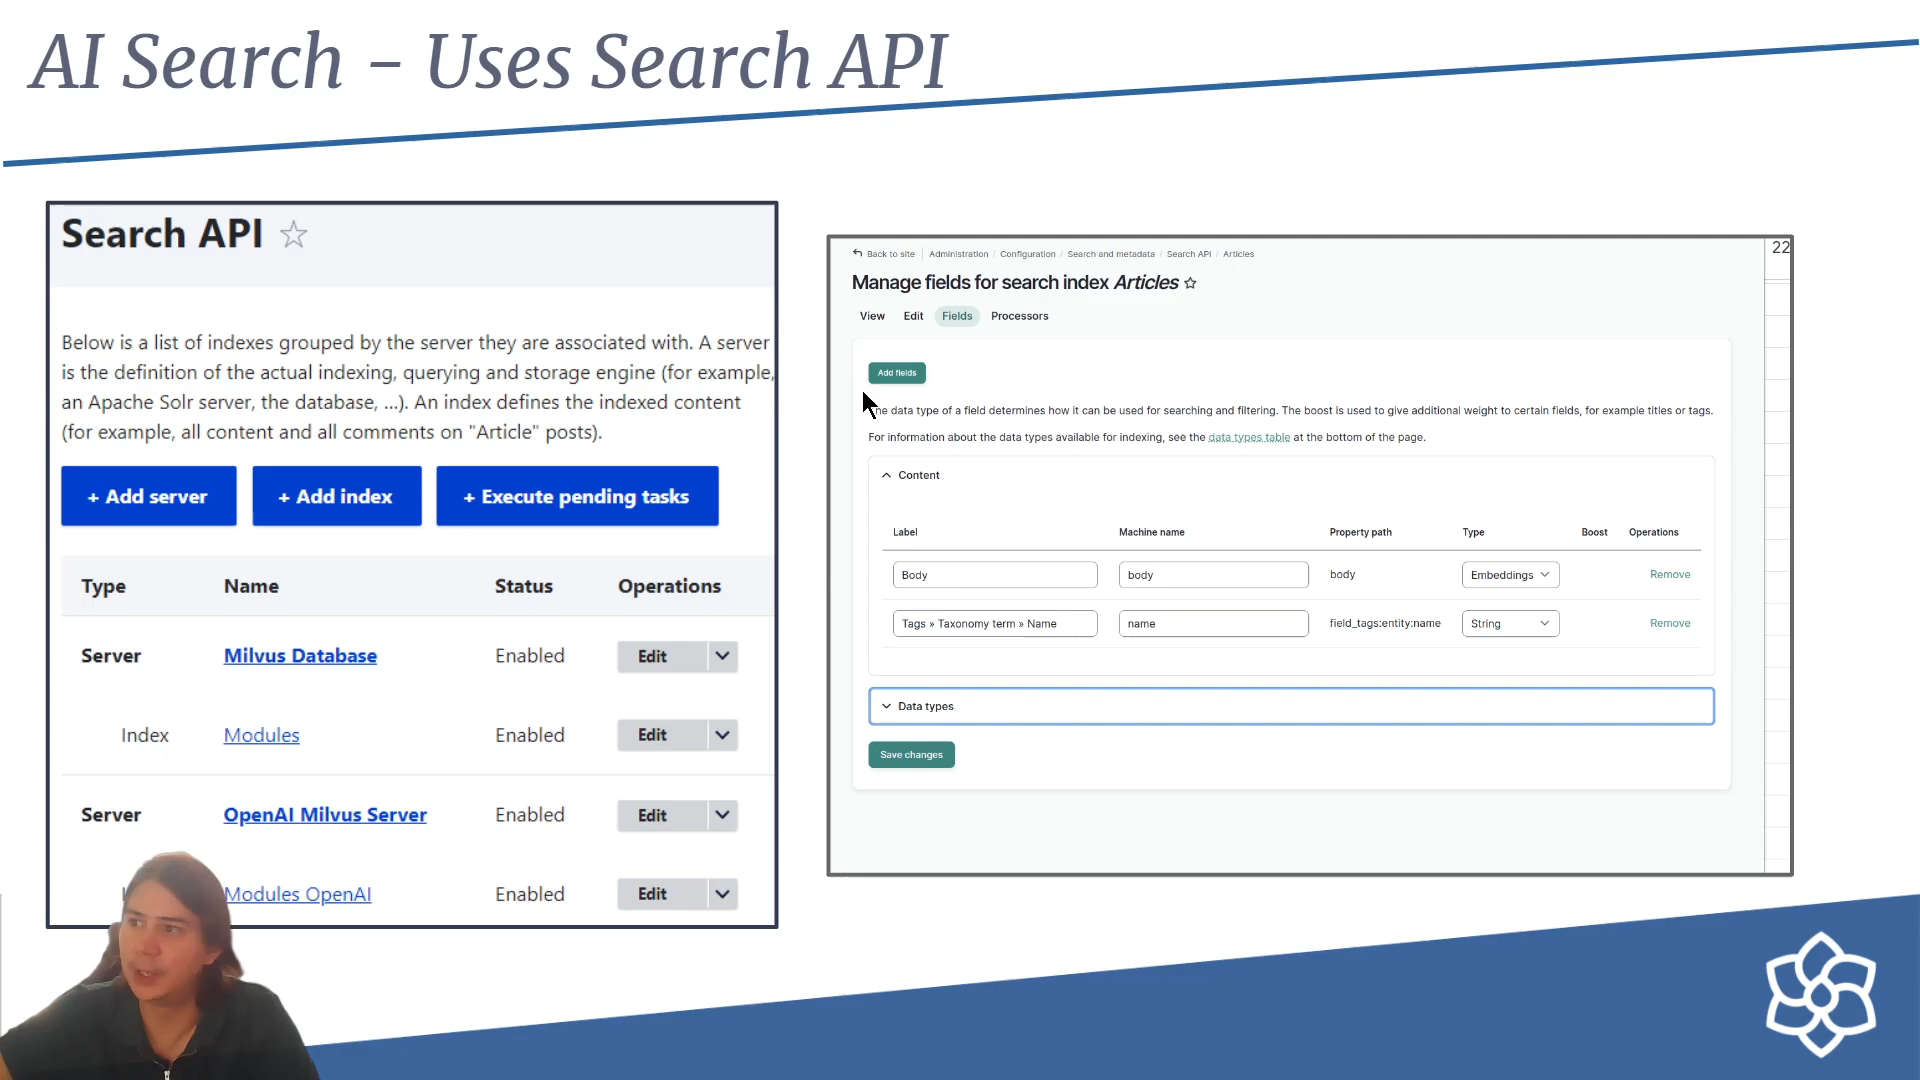 AI Search - Uses Search API
Search API
Below is a list of indexes grouped by the server they are associated with. A server
is the definition of the actual indexing, querying and storage engine (for example,
an Apache Solr server, the database, ...). An index defines the indexed content
(for example, all content and all comments on "Article" posts).
+ Add server + Add index + Execute pending tasks
Type Name Status Operations
Server Milvus Database Enabled Edit
Index Modules Enabled Edit
Server OpenAI Milvus Server Enabled Edit
Modules OpenAI Enabled Edit
22
Back to site Administration / Configuration / Search and metadata / Search API / Articles
Manage fields for search index Articles
View Edit Fields Processors
Add fields
he data type of a field determines how it can be used for searching and filtering. The boost is used to give additional weight to certain fields, for example titles or tags.
For information about the data types available for indexing, see the data types table at the bottom of the page.
Content
Label Machine name Property path Type Boost Operations
Body body body Embeddings Remove
Tags » Taxonomy term » Name name field_tags:entity:name String Remove
Data types
Save changes